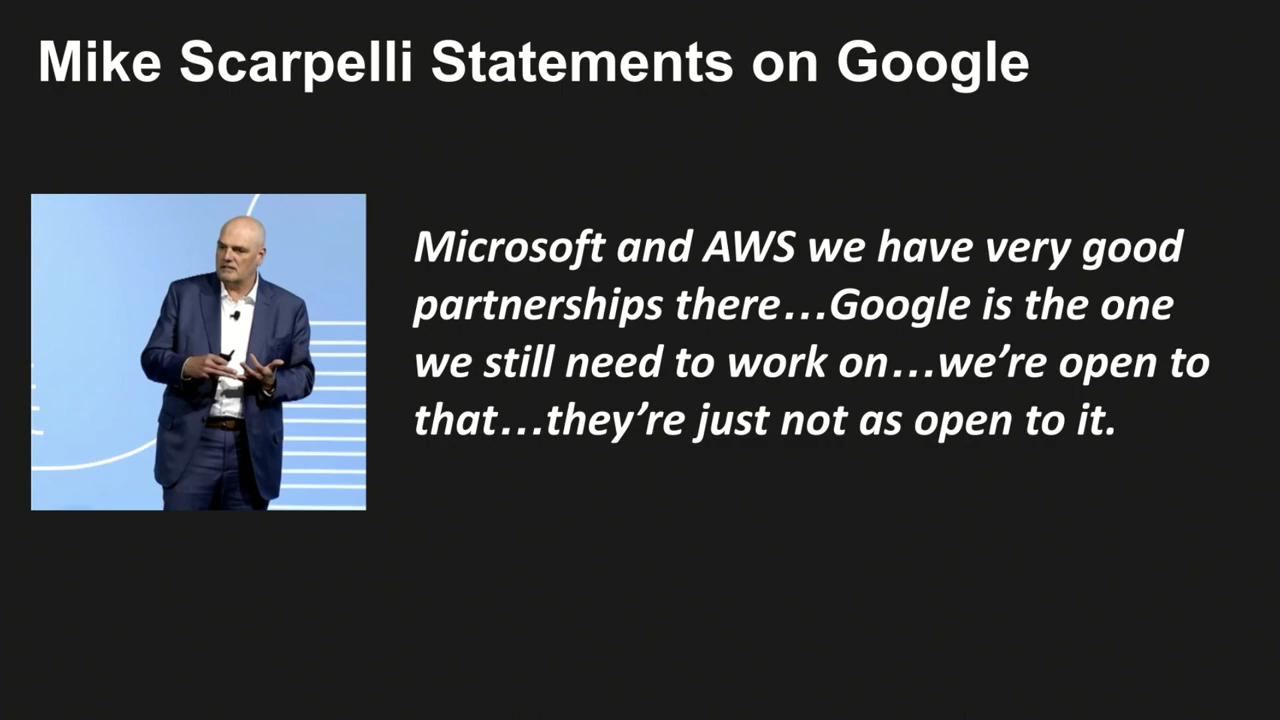 Mike Scarpelli Statements on Google
Microsoft and AWS we have very good
partnerships there…Google is the one
we still need to work on…we’re open to
that…they’re just not as open to it.